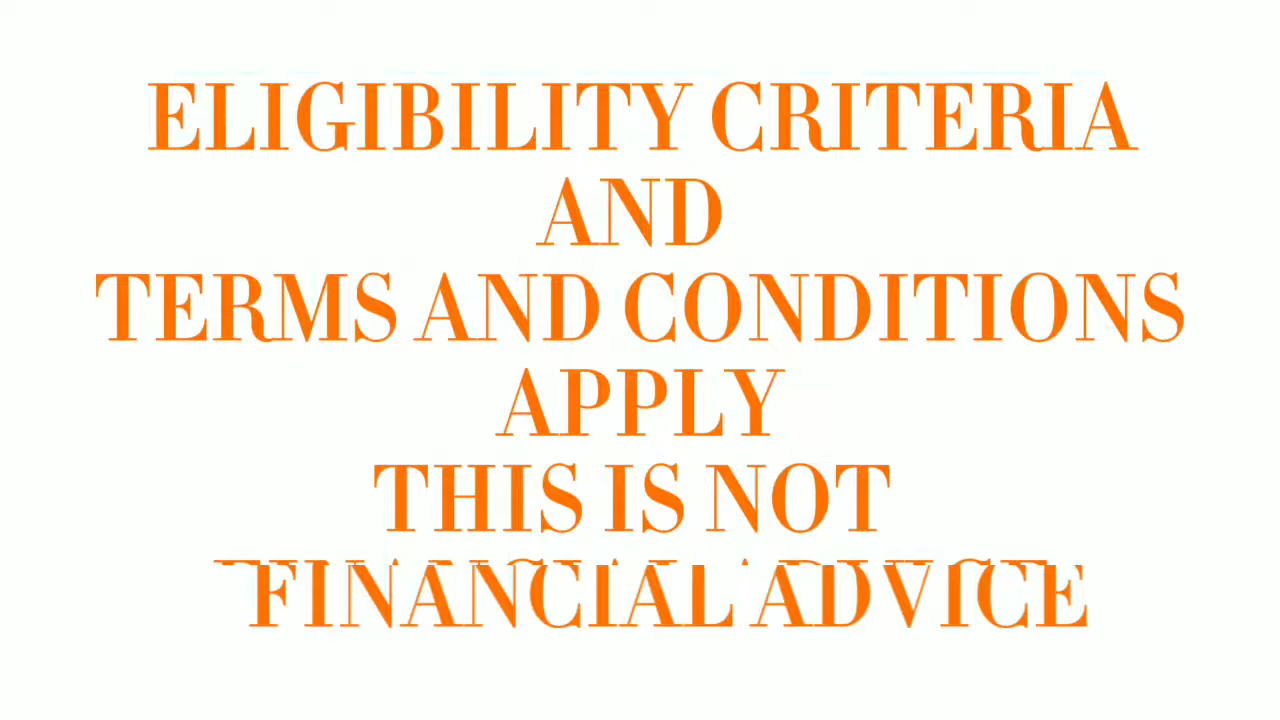 ELIGIBILITY CRITERIA
AND
TERMS AND CONDITIONS
APPLY
THIS IS NOT
FINANCIAL ADVICE